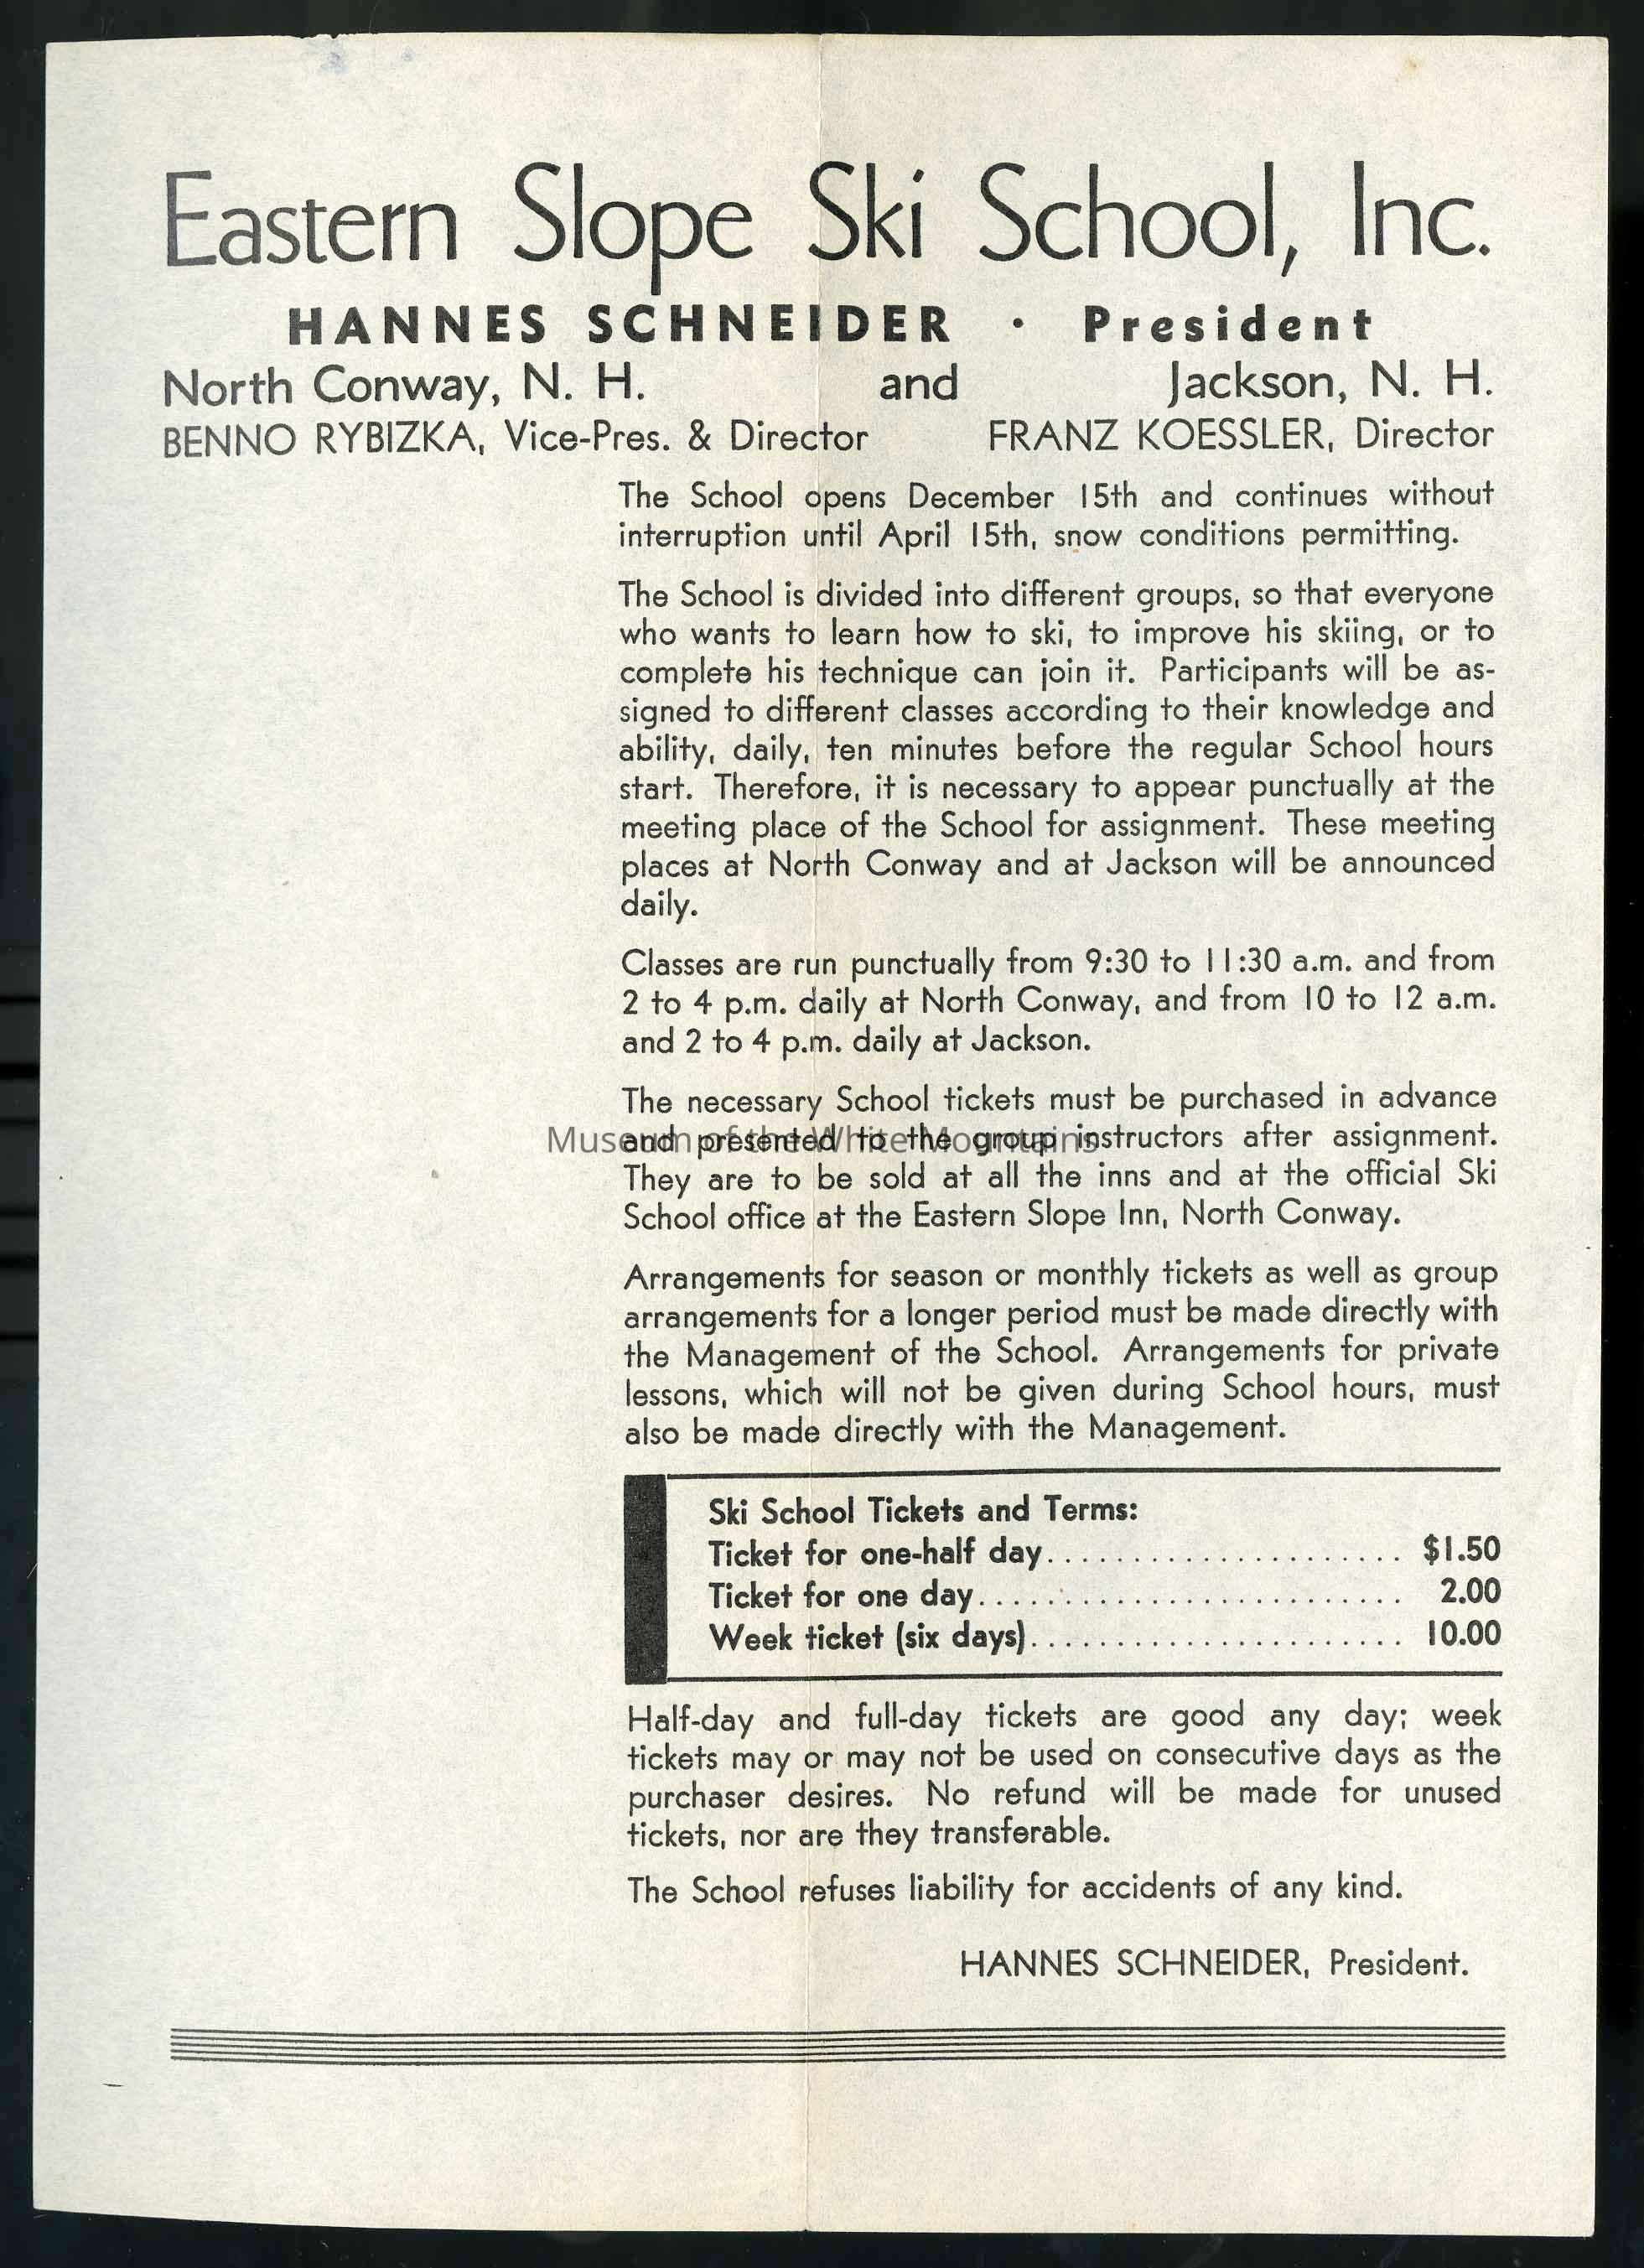 Eastern Slope Ski School, Inc.
HANNES SCHNEIDER · President
North Conway, N. H. and Jackson, N. H.
BENNO RYBIZKA, Vice-Pres. & Director FRANZ KOESSLER, Director
The School opens December 15th and continues without
interruption until April 15th, snow conditions permitting.
The School is divided into different groups, so that everyone
who wants to learn how to ski, to improve his skiing, or to
complete his technique can join it. Participants will be as-
signed to different classes according to their knowledge and
ability, daily, ten minutes before the regular School hours
start. Therefore, it is necessary to appear punctually at the
meeting place of the School for assignment. These meeting
places at North Conway and at Jackson will be announced
daily.
Classes are run punctually from 9:30 to 11:30 a.m. and from
2 to 4 p.m. daily at North Conway, and from 10 to 12 a.m.
and 2 to 4 p.m. daily at Jackson.
The necessary School tickets must be purchased in advance
and presented to the group instructors after assignment.
Museum of the White Mountains
They are to be sold at all the inns and at the official Ski
School office at the Eastern Slope Inn, North Conway.
Arrangements for season or monthly tickets as well as group
arrangements for a longer period must be made directly with
the Management of the School. Arrangements for private
lessons, which will not be given during School hours, must
also be made directly with the Management.
Ski School Tickets and Terms:
Ticket for one-half day.................... $1.50
Ticket for one day........................ 2.00
Week ticket (six days)..................... 10.00
Half-day and full-day tickets are good any day; week
tickets may or may not be used on consecutive days as the
purchaser desires. No refund will be made for unused
tickets, nor are they transferable.
The School refuses liability for accidents of any kind.
HANNES SCHNEIDER, President.